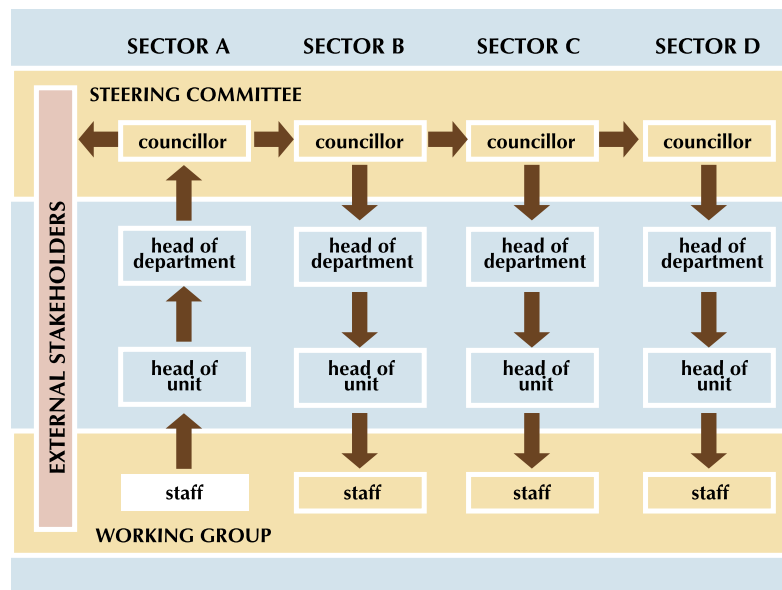 SECTOR A SECTOR B SECTOR C SECTOR D
STEERING COMMITTEE
councillor councillor councillor councillor
EXTERNAL STAKEHOLDERS
head of head of head of head of
department department department department
head of head of head of head of
unit unit unit unit
staff staff staff staff
WORKING GROUP